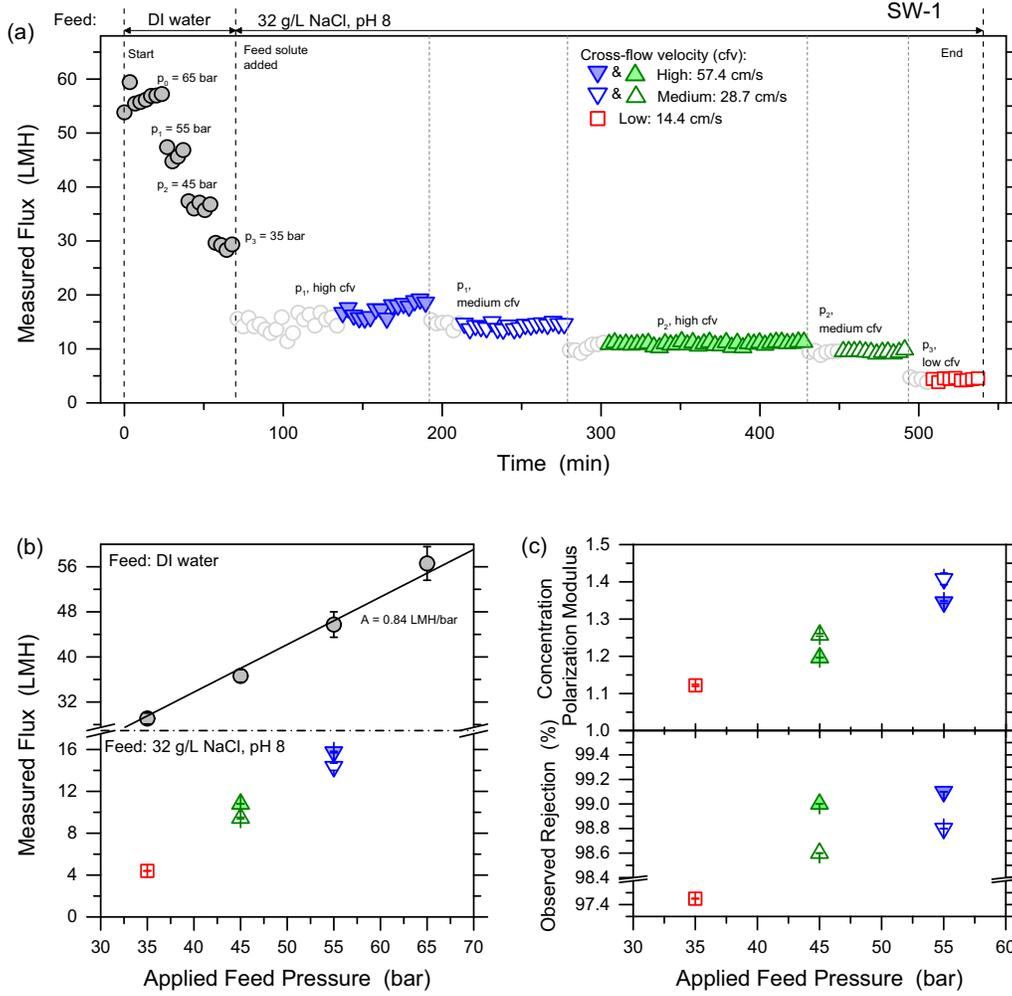 SW-1
Feed: DI water 32 g/L NaCl, pH 8
(a)
Start
Feed solute
added
End
Cross-flow velocity (cfv):
& High: 57.4 cm/s
& Medium: 28.7 cm/s
Low: 14.4 cm/s
p0 = 65 bar
p1 = 55 bar
p2 = 45 bar
p3 = 35 bar
p1, high cfv
p1,
medium cfv
p2, high cfv
p2,
medium cfv
p3,
low cfv
Measured Flux (LMH)
60
50
40
30
20
10
0
0 100 200 300 400 500
Time (min)
(b)
Feed: DI water
A = 0.84 LMH/bar
Feed: 32 g/L NaCl, pH 8
Measured Flux (LMH)
56
48
40
32
16
12
8
4
0
30 35 40 45 50 55 60 65 70
Applied Feed Pressure (bar)
(c)
Concentration
Polarization Modulus
1.5
1.4
1.3
1.2
1.1
1.0
Observed Rejection (%)
99.4
99.2
99.0
98.8
98.6
98.4
97.4
30 35 40 45 50 55 60
Applied Feed Pressure (bar)